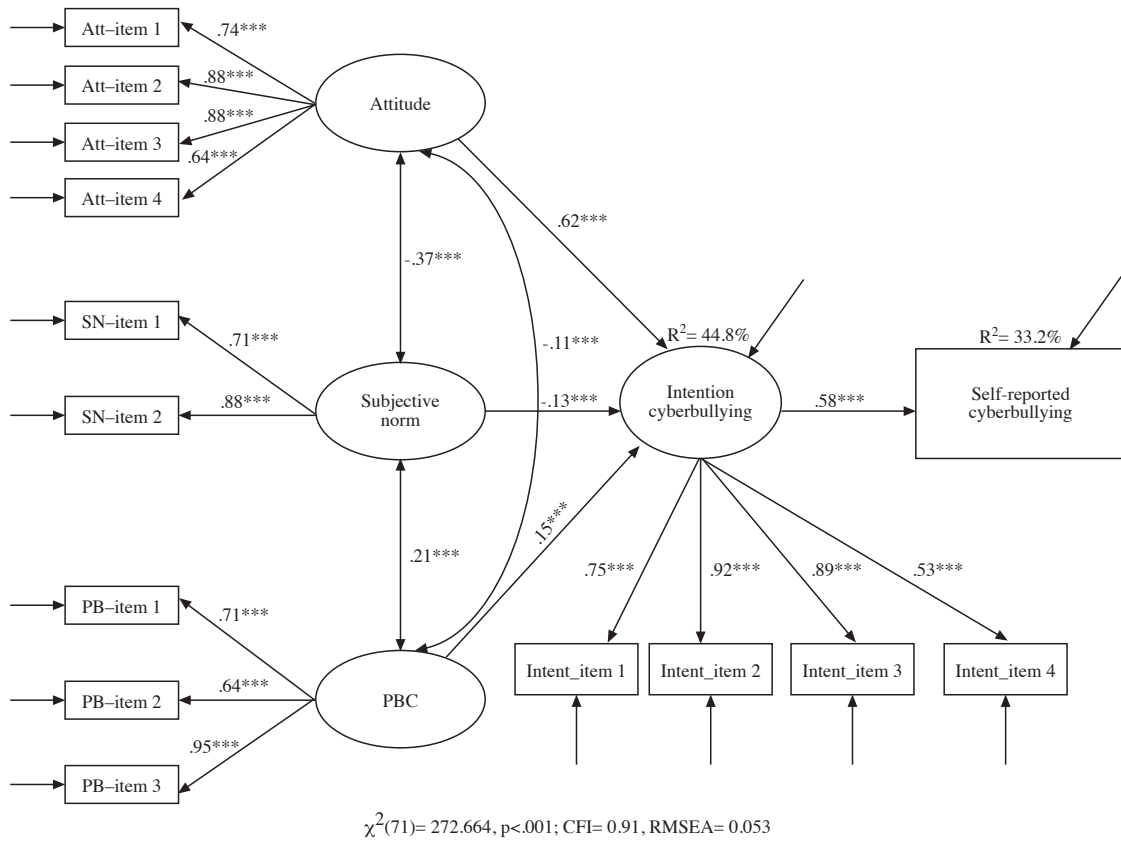 Att–item 1
.74***
Att–item 2
.88***
Attitude
Att–item 3
.88***
Att–item 4
.64***
.62***
-.37***
SN–item 1
.71***
-.11***
R²= 44.8%
R²= 33.2%
Subjective
norm
Intention
cyberbullying
Self-reported
cyberbullying
SN–item 2
.88***
-.13***
.58***
.15***
.21***
.75***
.92***
.89***
.53***
PB–item 1
.71***
Intent_item 1
Intent_item 2
Intent_item 3
Intent_item 4
PB–item 2
.64***
PBC
.95***
PB–item 3
χ²(71)= 272.664, p<.001; CFI= 0.91, RMSEA= 0.053